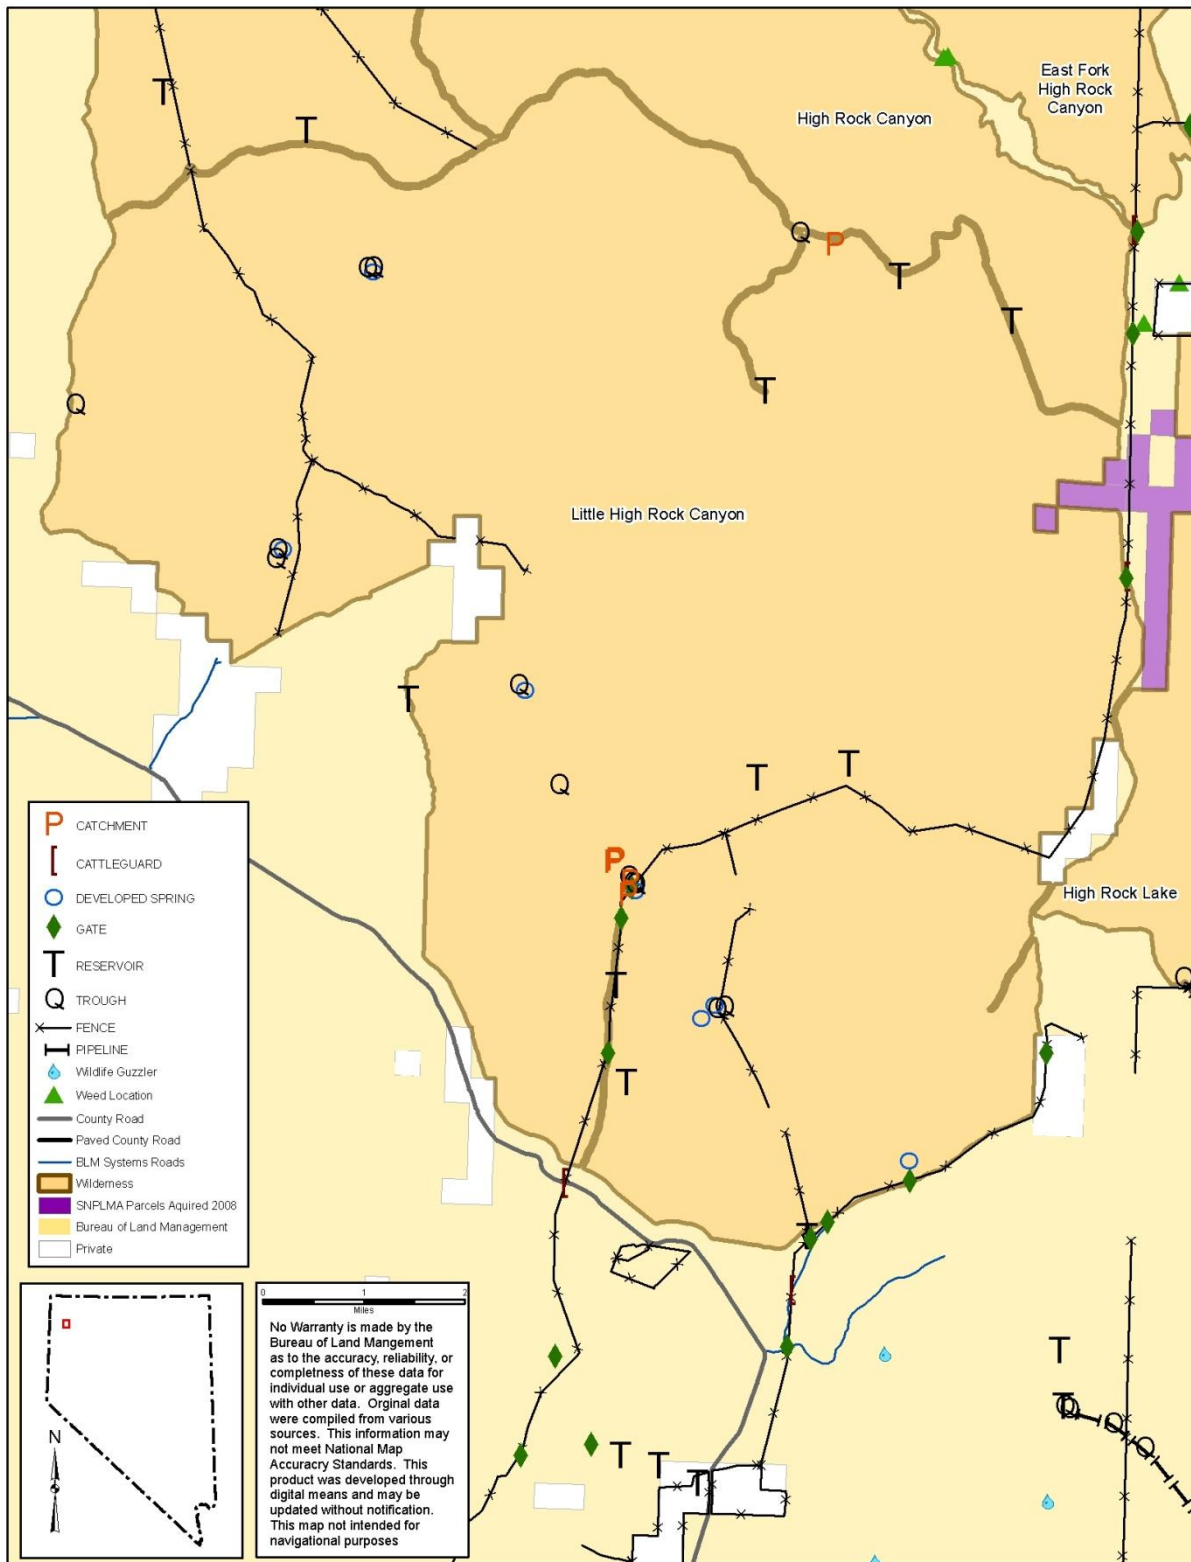 High Rock Canyon
East Fork
High Rock
Canyon
Little High Rock Canyon
High Rock Lake
P CATCHMENT
[ CATTLEGUARD
DEVELOPED SPRING
GATE
T RESERVOIR
Q TROUGH
FENCE
PIPELINE
Wildlife Guzzler
Weed Location
County Road
Paved County Road
BLM Systems Roads
Wilderness
SNPLMA Parcels Aquired 2008
Bureau of Land Management
Private
N
0 1 2
Miles
No Warranty is made by the
Bureau of Land Mangement
as to the accuracy, reliability, or
completness of these data for
individual use or aggregate use
with other data. Orginal data
were compiled from various
sources. This information may
not meet National Map
Accuracry Standards. This
product was developed through
digital means and may be
updated without notification.
This map not intended for
navigational purposes